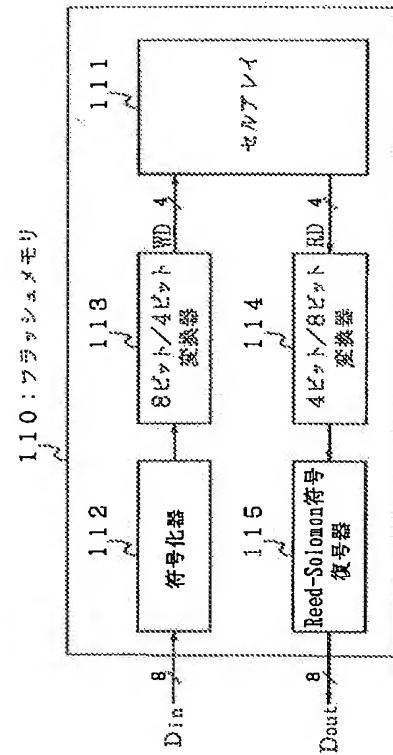 110:フラッシュメモリ
112
113
111
Din
8
符号化器
8ビット/4ビット
変換器
WD
4
セルアレイ
115
114
Dout
8
Reed-Solomon符号
復号器
4ビット/8ビット
変換器
RD
4